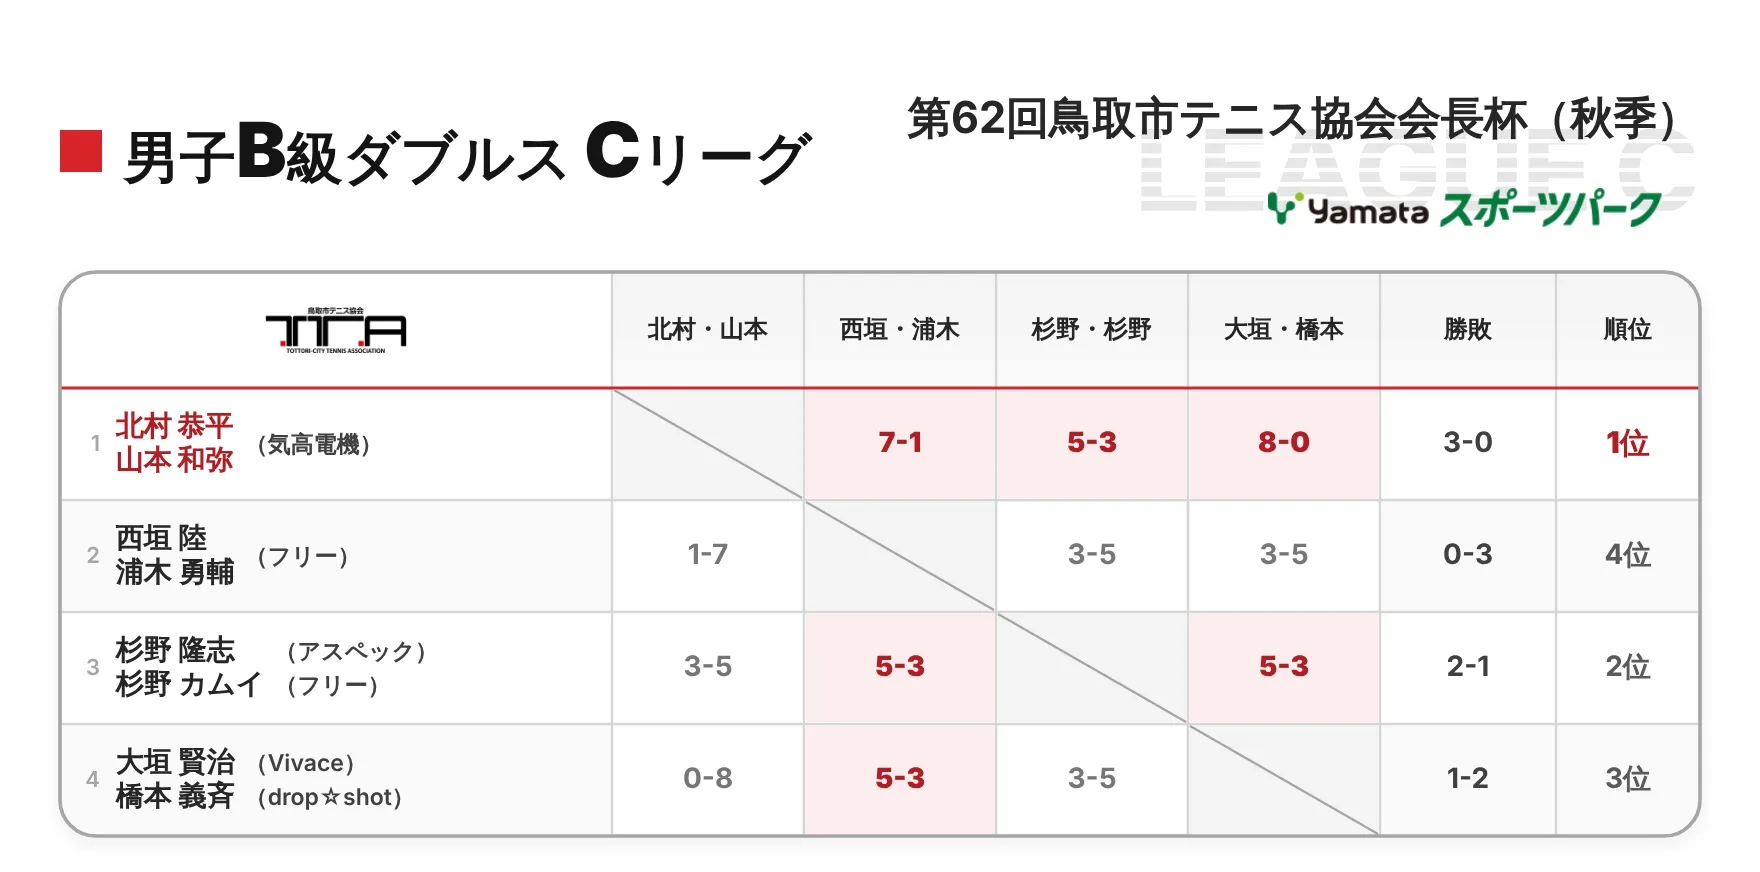 男子B級ダブルス Cリーグ
第62回鳥取市テニス協会会長杯（秋季）
LEAGUE C
Yamata スポーツパーク
鳥取市テニス協会
TTA
TOTTORI-CITY TENNIS ASSOCIATION
北村・山本 西垣・浦木 杉野・杉野 大垣・橋本 勝敗 順位
1 北村 恭平 山本 和弥 （気高電機） 7-1 5-3 8-0 3-0 1位
2 西垣 陸 浦木 勇輔 （フリー） 1-7 3-5 3-5 0-3 4位
3 杉野 隆志 （アスペック） 杉野 カムイ （フリー） 3-5 5-3 5-3 2-1 2位
4 大垣 賢治 （Vivace） 橋本 義斉 （drop☆shot） 0-8 5-3 3-5 1-2 3位